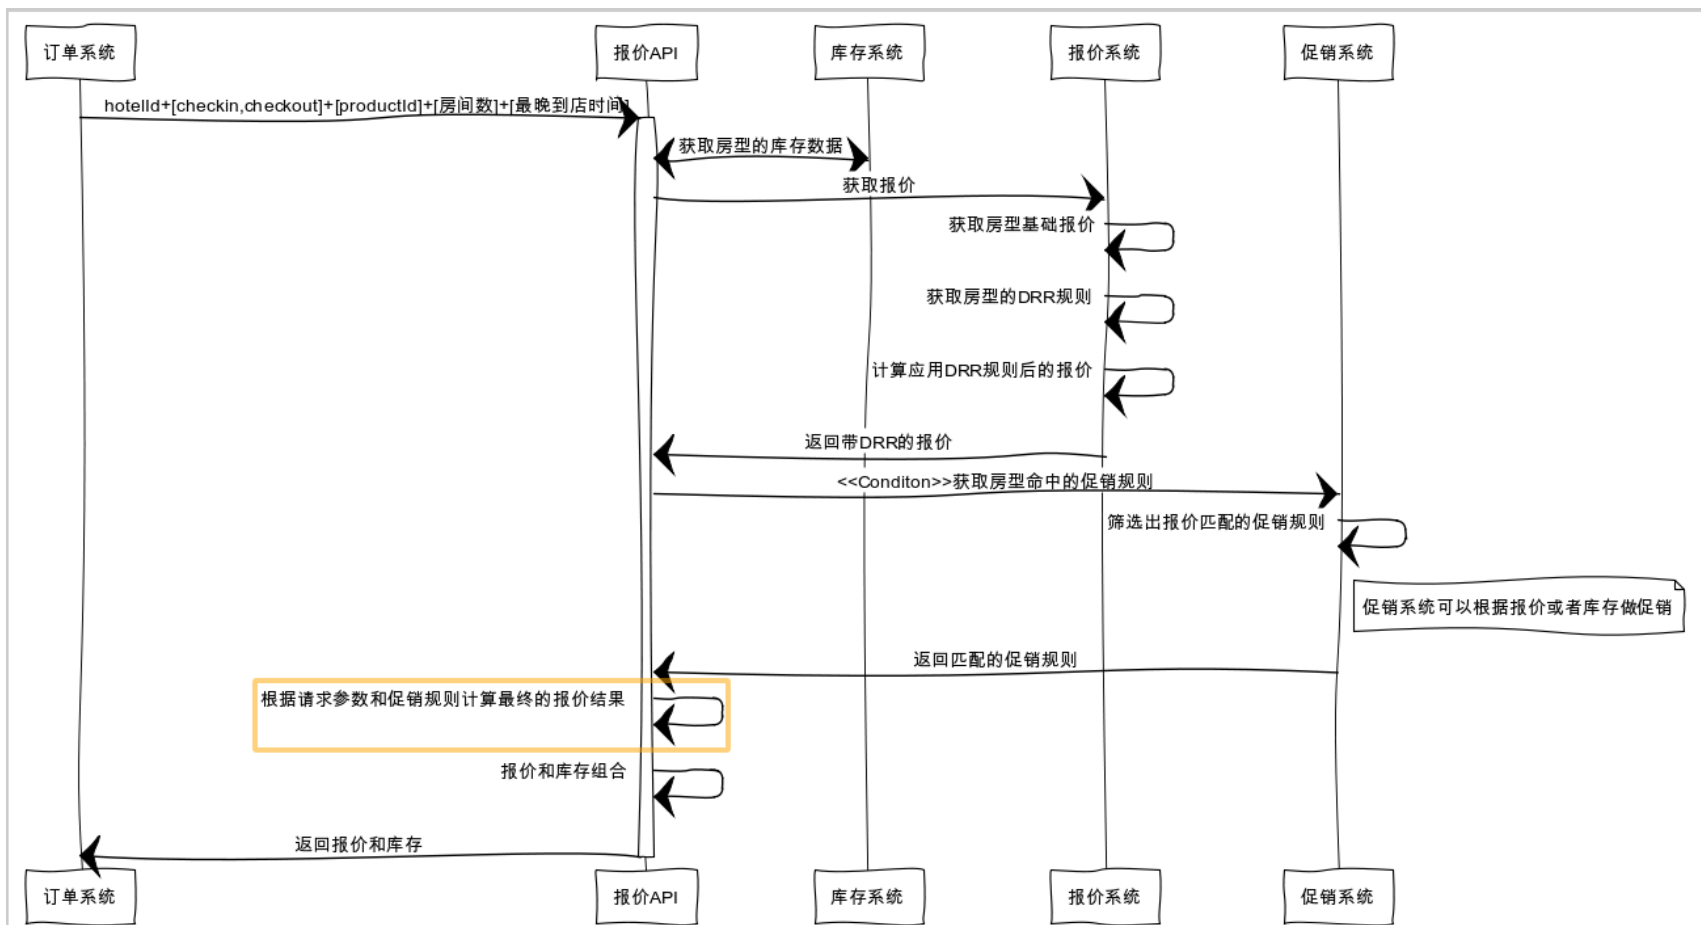 订单系统
报价API
库存系统
报价系统
促销系统
hotelId+[checkin,checkout]+[productId]+[房间数]+[最晚到店时间]
获取房型的库存数据
获取报价
获取房型基础报价
获取房型的DRR规则
计算应用DRR规则后的报价
返回带DRR的报价
<<Conditon>>获取房型命中的促销规则
筛选出报价匹配的促销规则
促销系统可以根据报价或者库存做促销
返回匹配的促销规则
根据请求参数和促销规则计算最终的报价结果
报价和库存组合
返回报价和库存
订单系统
报价API
库存系统
报价系统
促销系统